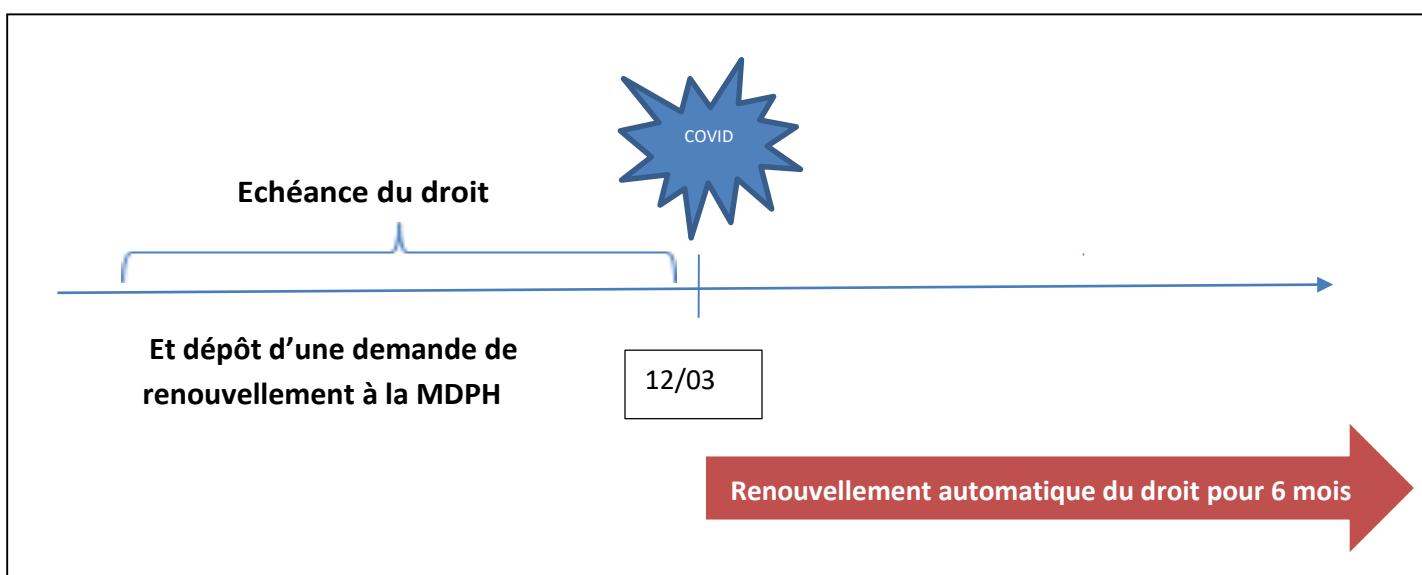 COVID
Echéance du droit
Et dépôt d’une demande de
renouvellement à la MDPH
12/03
Renouvellement automatique du droit pour 6 mois